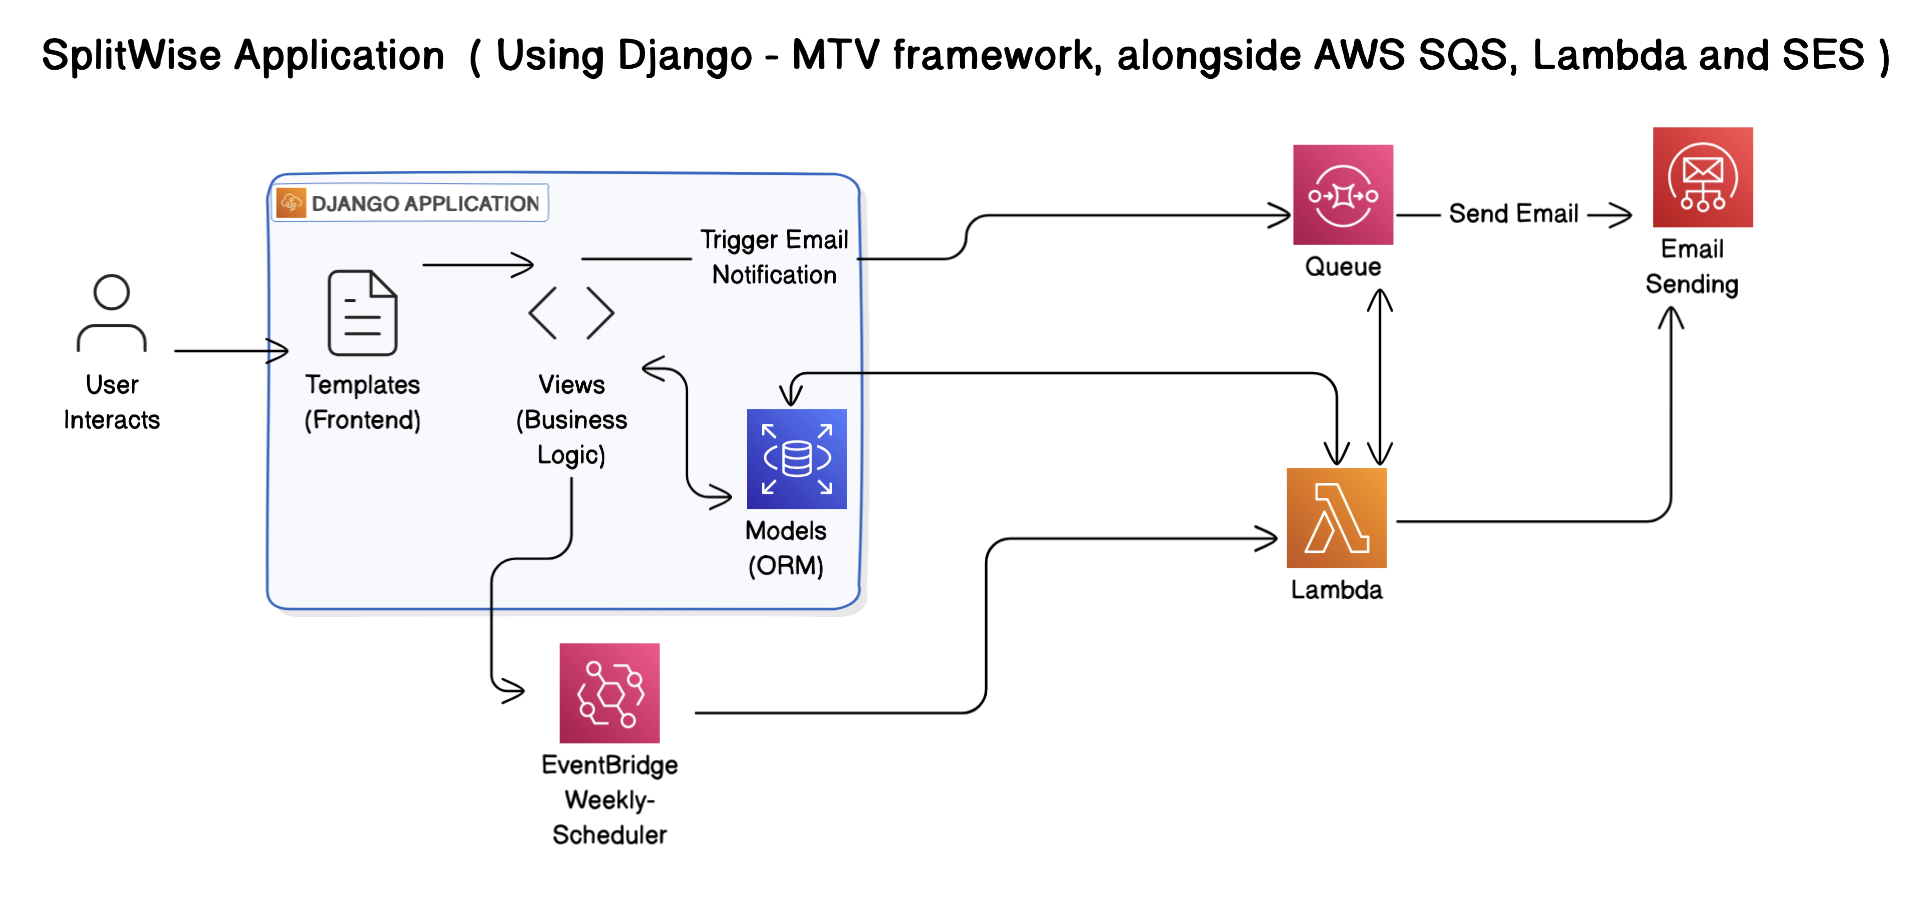 SplitWise Application ( Using Django - MTV framework, alongside AWS SQS, Lambda and SES )
DJANGO APPLICATION
User
Interacts
Templates
(Frontend)
Views
(Business
Logic)
Trigger Email
Notification
Models
(ORM)
Queue
Send Email
Email
Sending
Lambda
EventBridge
Weekly-
Scheduler